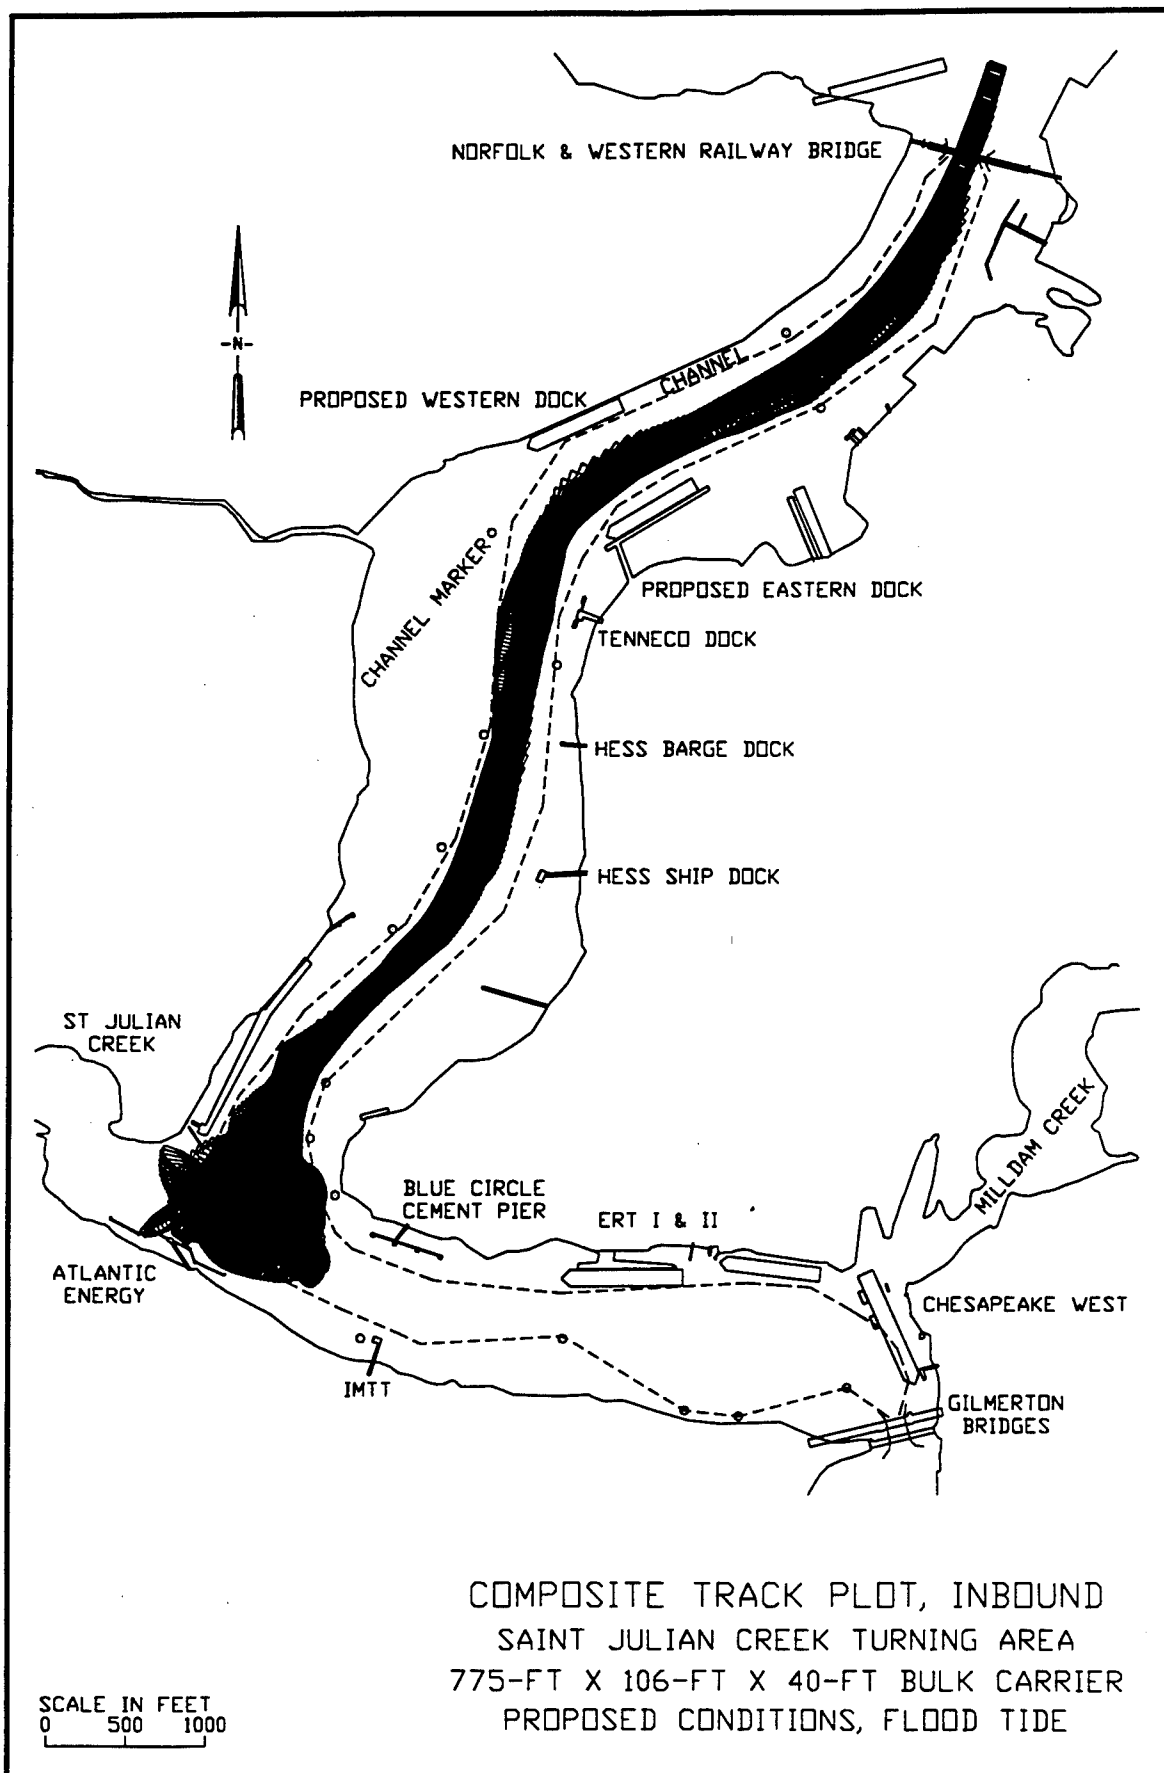 NORFOLK & WESTERN RAILWAY BRIDGE
-N-
CHANNEL
PROPOSED WESTERN DOCK
CHANNEL MARKER
PROPOSED EASTERN DOCK
TENNECO DOCK
HESS BARGE DOCK
HESS SHIP DOCK
ST JULIAN
CREEK
MILLDAM CREEK
BLUE CIRCLE
CEMENT PIER
ERT I & II
ATLANTIC
ENERGY
CHESAPEAKE WEST
IMTT
GILMERTON
BRIDGES
COMPOSITE TRACK PLOT, INBOUND
SAINT JULIAN CREEK TURNING AREA
775-FT X 106-FT X 40-FT BULK CARRIER
PROPOSED CONDITIONS, FLOOD TIDE
SCALE IN FEET
0 500 1000